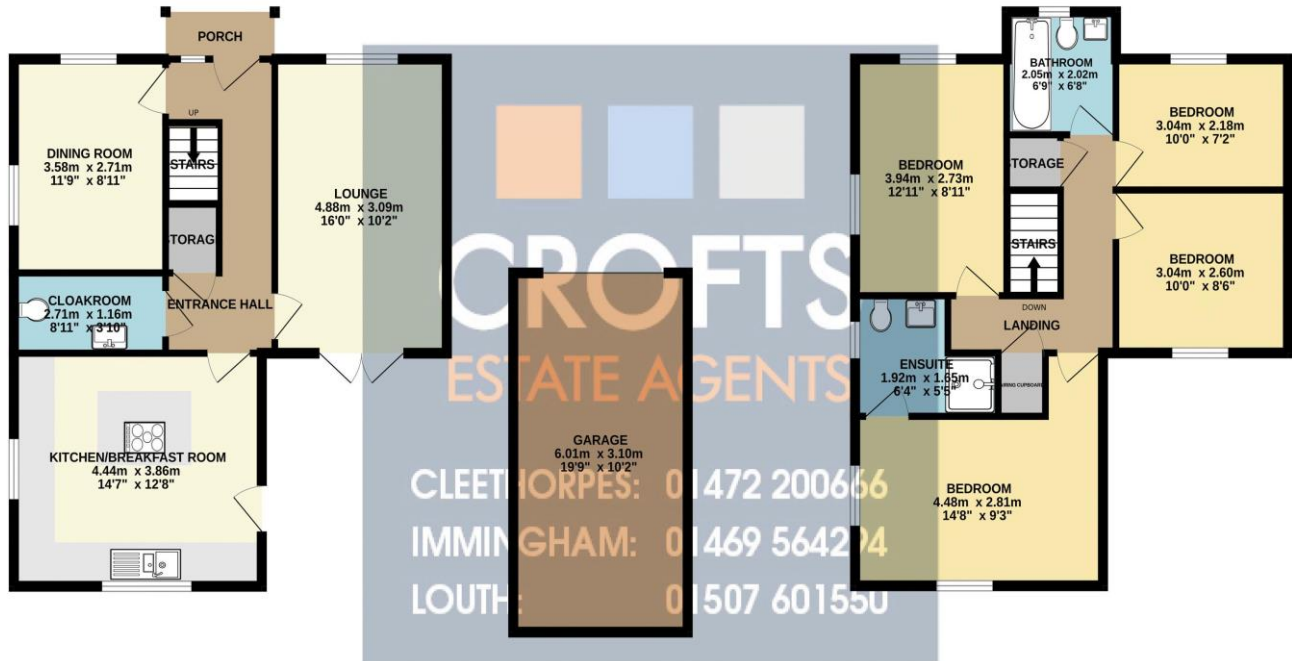 PORCH
UP
DINING ROOM
3.58m x 2.71m
11'9" x 8'11"
STAIRS
STORAG
LOUNGE
4.88m x 3.09m
16'0" x 10'2"
CLOAKROOM
2.71m x 1.16m
8'11" x 3'10"
ENTRANCE HALL
KITCHEN/BREAKFAST ROOM
4.44m x 3.86m
14'7" x 12'8"
CROFTS
ESTATE AGENTS
GARAGE
6.01m x 3.10m
19'9" x 10'2"
CLEETHORPES: 01472 200666
IMMINGHAM: 01469 564294
LOUTH: 01507 601550
BATHROOM
2.05m x 2.02m
6'9" x 6'8"
BEDROOM
3.04m x 2.18m
10'0" x 7'2"
BEDROOM
3.94m x 2.73m
12'11" x 8'11"
STORAGE
STAIRS
BEDROOM
3.04m x 2.60m
10'0" x 8'6"
DOWN
LANDING
ENSUITE
1.92m x 1.65m
6'4" x 5'5"
AIRING CUPBOARD
BEDROOM
4.48m x 2.81m
14'8" x 9'3"